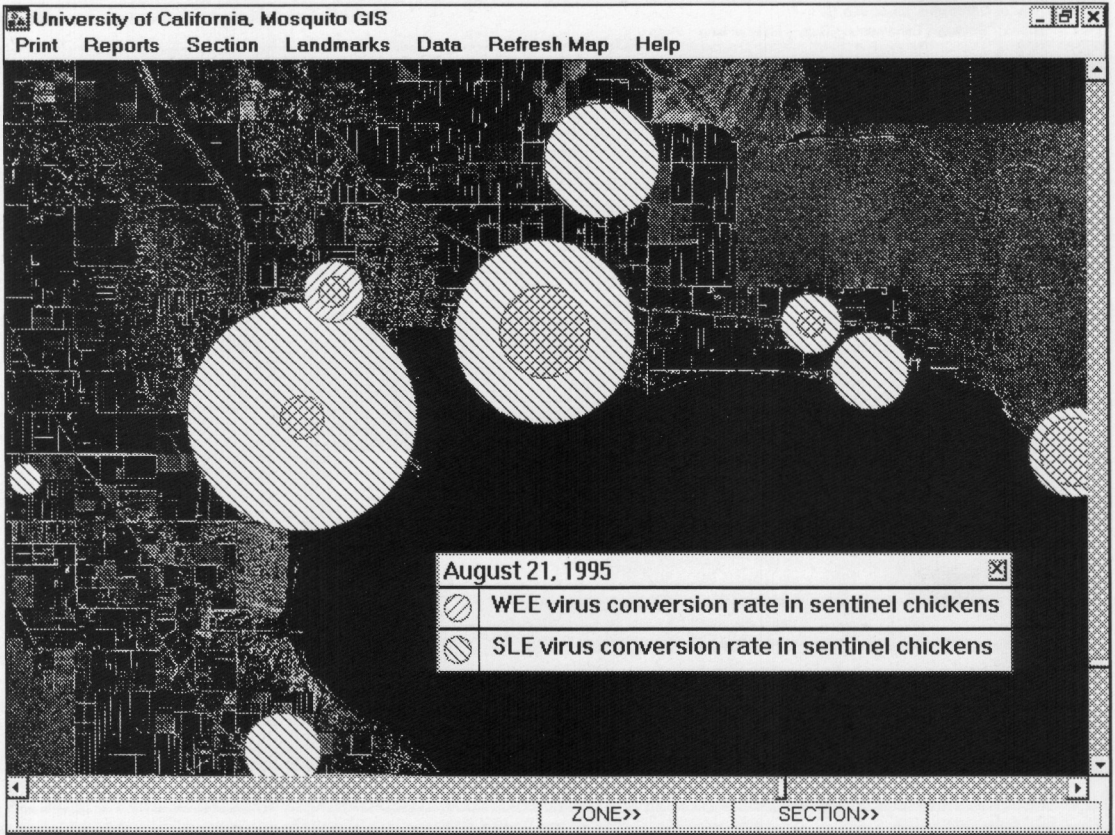 University of California, Mosquito GIS
Print Reports Section Landmarks Data Refresh Map Help
August 21, 1995
WEE virus conversion rate in sentinel chickens
SLE virus conversion rate in sentinel chickens
ZONE>> SECTION>>